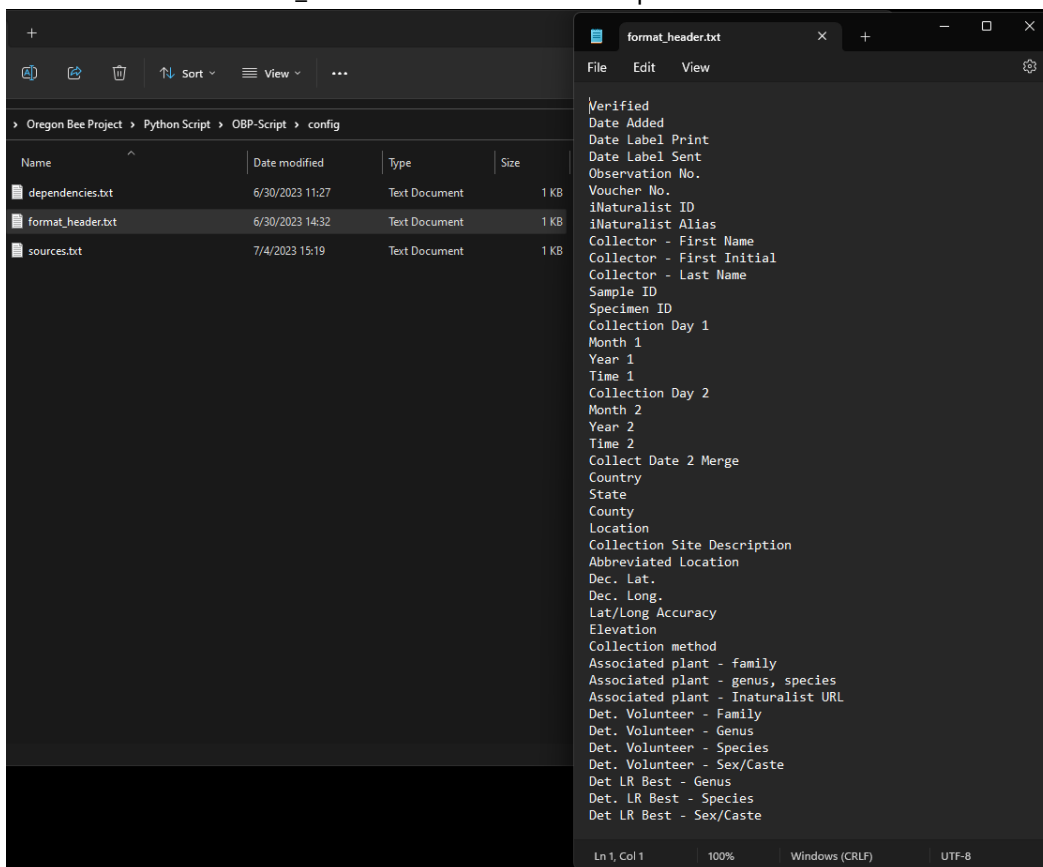 format_header.txt
File Edit View
Sort View
Oregon Bee Project > Python Script > OBP-Script > config
Name Date modified Type Size
dependencies.txt 6/30/2023 11:27 Text Document 1 KB
format_header.txt 6/30/2023 14:32 Text Document 1 KB
sources.txt 7/4/2023 15:19 Text Document 1 KB
Verified
Date Added
Date Label Print
Date Label Sent
Observation No.
Voucher No.
iNaturalist ID
iNaturalist Alias
Collector - First Name
Collector - First Initial
Collector - Last Name
Sample ID
Specimen ID
Collection Day 1
Month 1
Year 1
Time 1
Collection Day 2
Month 2
Year 2
Time 2
Collect Date 2 Merge
Country
State
County
Location
Collection Site Description
Abbreviated Location
Dec. Lat.
Dec. Long.
Lat/Long Accuracy
Elevation
Collection method
Associated plant - family
Associated plant - genus, species
Associated plant - Inaturalist URL
Det. Volunteer - Family
Det. Volunteer - Genus
Det. Volunteer - Species
Det. Volunteer - Sex/Caste
Det LR Best - Genus
Det. LR Best - Species
Det LR Best - Sex/Caste
Ln 1, Col 1 100% Windows (CRLF) UTF-8